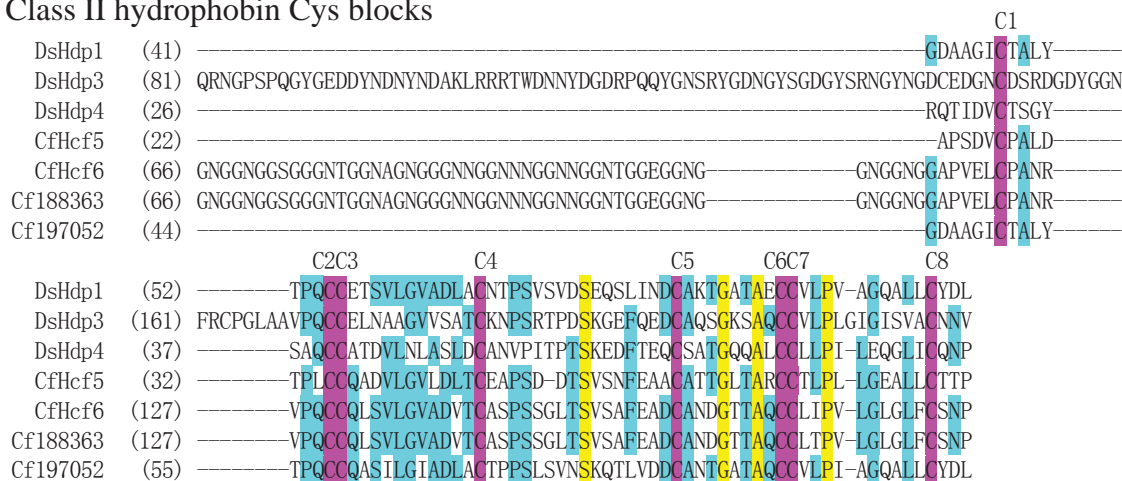 Class II hydrophobin Cys blocks
C1
DsHdp1 (41) --------------------------------------------------------------GDAAGICTALY------
DsHdp3 (81) QRNGPSPQGYGEDDYNDNYNDAKLRRRTWDNNYDGDRPQQYGNSRYGDNGYSGDGYSRNGYNGDCEDGNCDSRDGDYGGN
DsHdp4 (26) --------------------------------------------------------------RQTIDVCTSGY------
CfHcf5 (22) ---------------------------------------------------------------APSDVCPALD------
CfHcf6 (66) GNGGNGGSGGGNTGGNAGNGGGNNGGNNNGGNNGGNTGGEGGNG-------------GNGGNGGAPVELCPANR------
Cf188363 (66) GNGGNGGSGGGNTGGNAGNGGGNNGGNNNGGNNGGNTGGEGGNG-------------GNGGNGGAPVELCPANR------
Cf197052 (44) --------------------------------------------------------------GDAAGICTALY------
C2C3 C4 C5 C6C7 C8
DsHdp1 (52) --------TPQCCETSVLGVADLACNTPSVSVDSEQSLINDCAKTGATAECCVLPV-AGQALLCYDL
DsHdp3 (161) FRCPGLAAVPQCCELNAAGVVSATCKNPSRTPDSKGEFQEDCAQSGKSAQCCVLPLGIGISVACNNV
DsHdp4 (37) --------SAQCCATDVLNLASLDCANVPITPTSKEDFTEQCSATGQQALCCLLPI-LEQGLICQNP
CfHcf5 (32) --------TPLCCQADVLGVLDLTCEAPSD-DTSVSNFEAACATTGLTARCCTLPL-LGEALLCTTP
CfHcf6 (127) --------VPQCCQLSVLGVADVTCASPSSGLTSVSAFEADCANDGTTAQCCLIPV-LGLGLFCSNP
Cf188363 (127) --------VPQCCQLSVLGVADVTCASPSSGLTSVSAFEADCANDGTTAQCCLTPV-LGLGLFCSNP
Cf197052 (55) --------TPQCCQASILGIADLACTPPSLSVNSKQTLVDDCANTGATAQCCVLPI-AGQALLCYDL